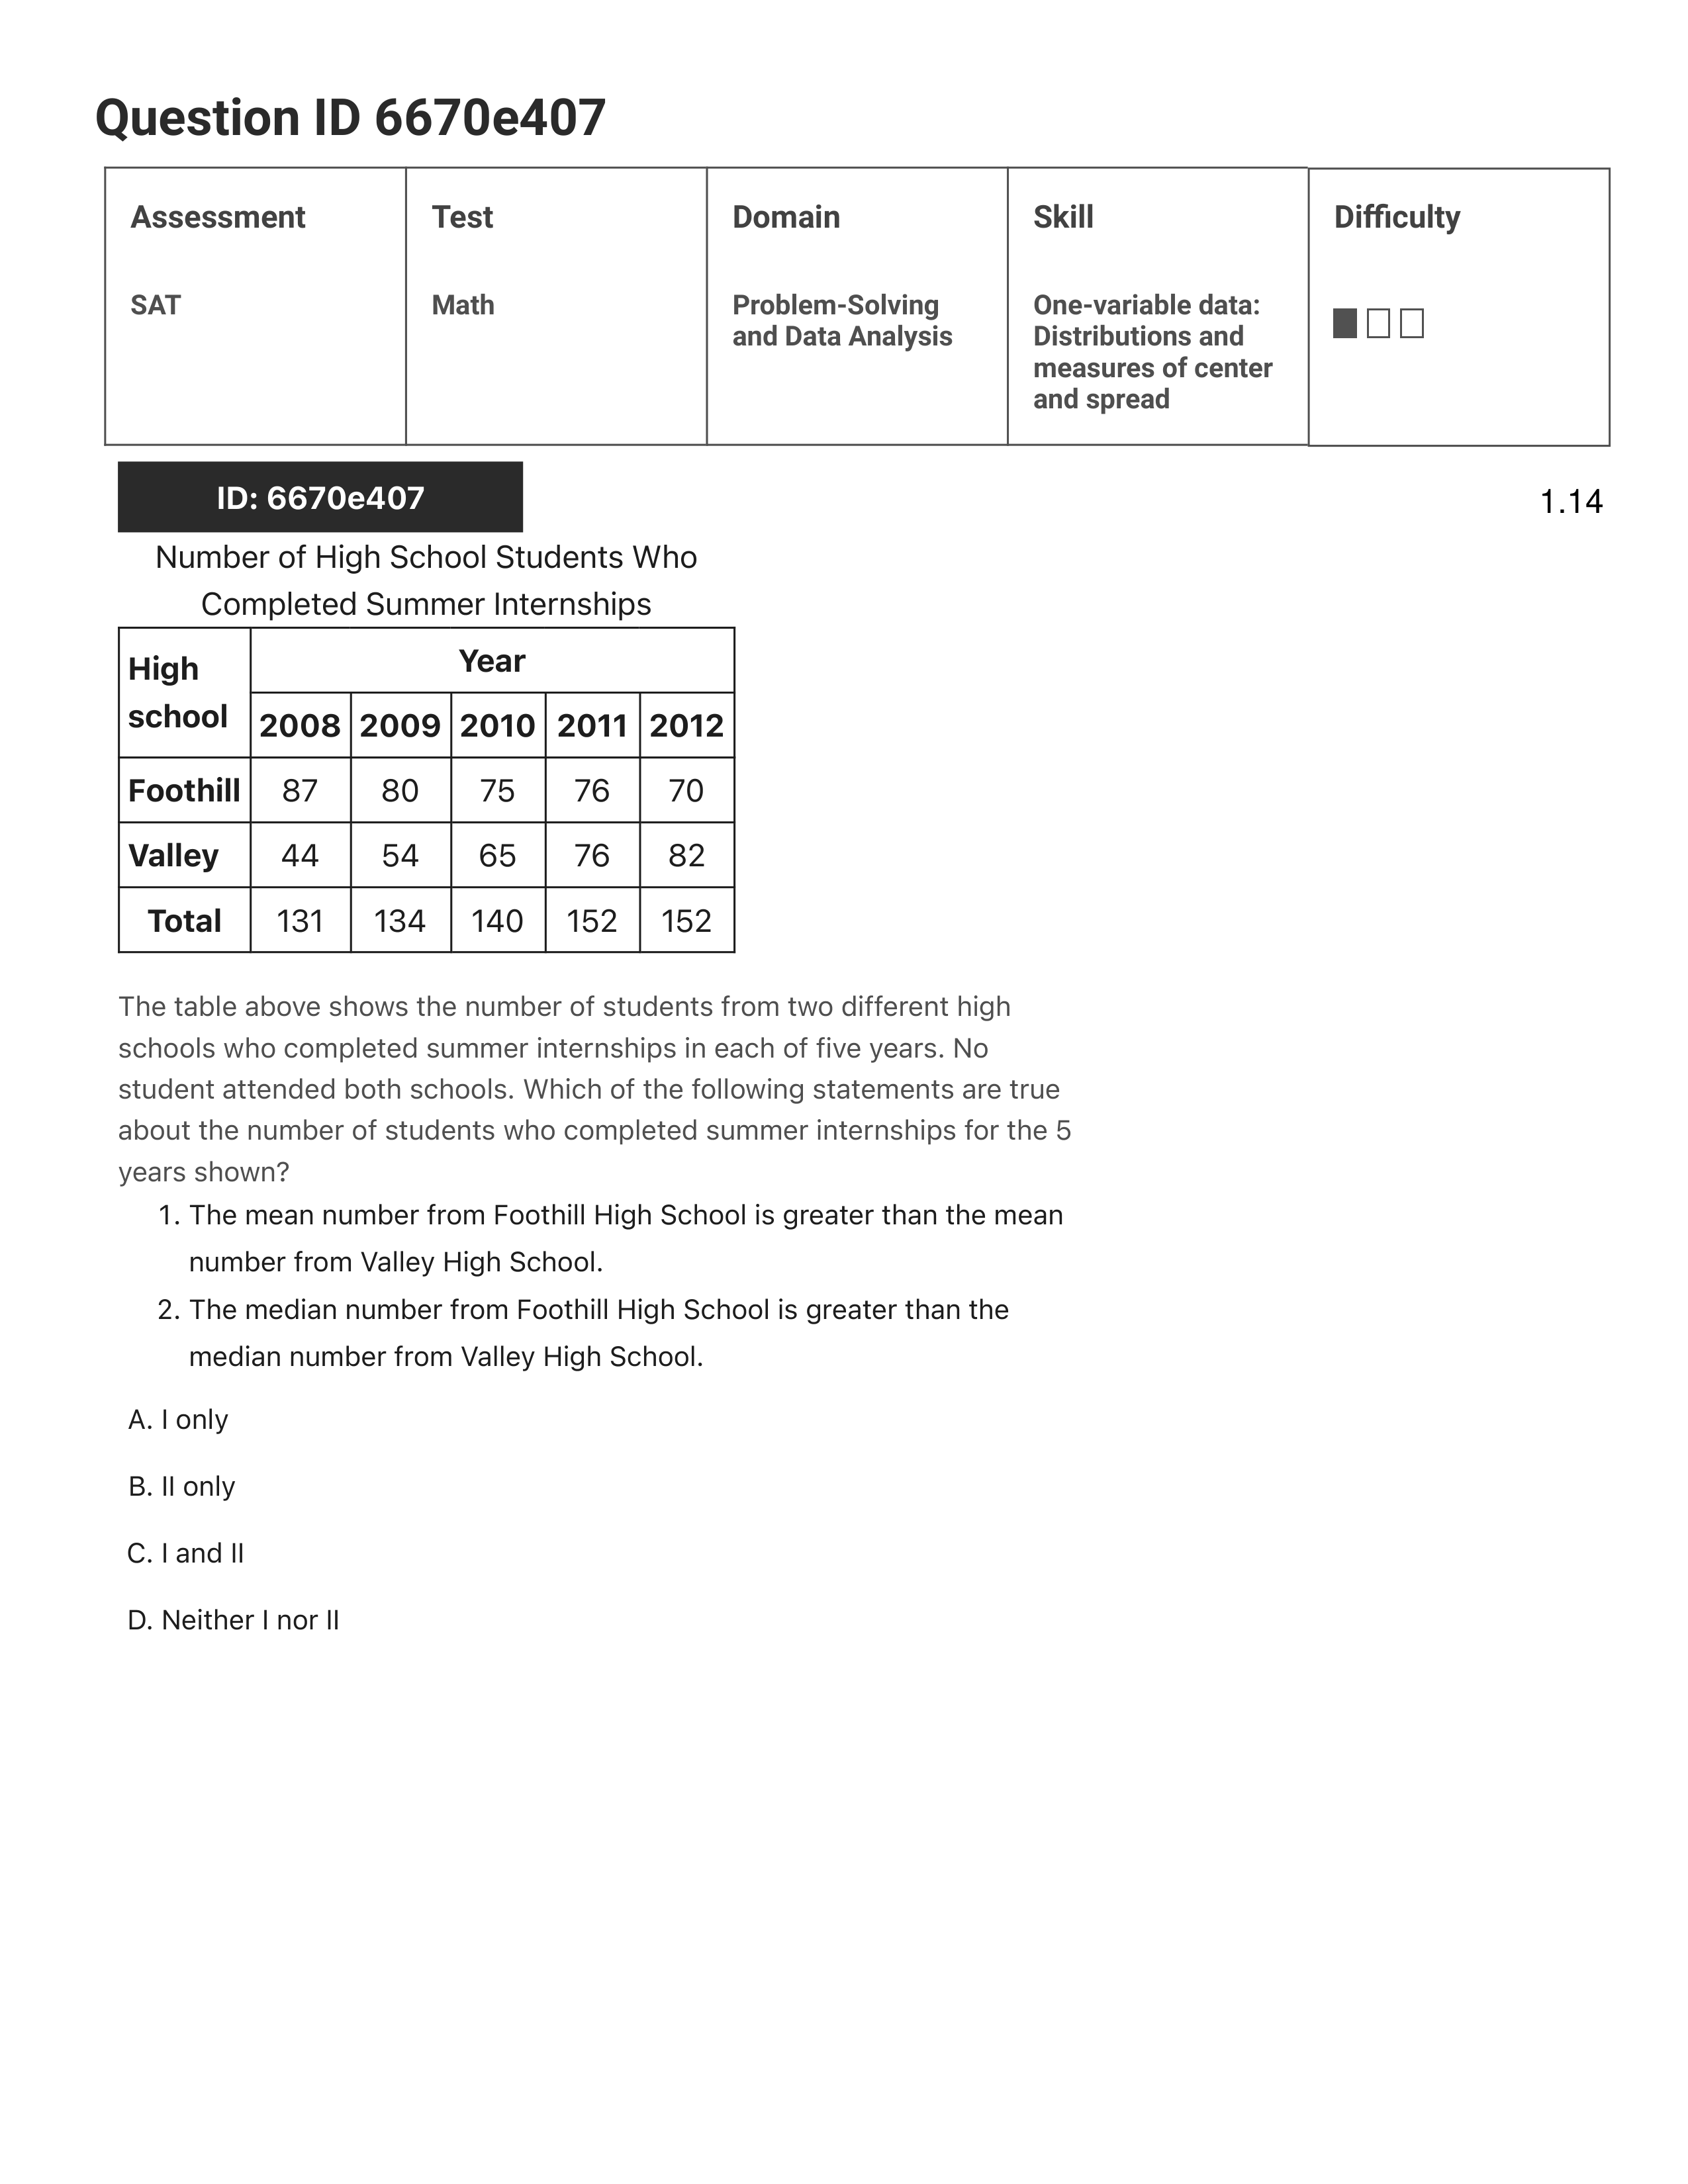 Question ID 6670e407
Assessment Test Domain Skill Difficulty
SAT Math Problem-Solving and Data Analysis One-variable data: Distributions and measures of center and spread
ID: 6670e407
1.14
Number of High School Students Who
Completed Summer Internships
High school Year
2008 2009 2010 2011 2012
Foothill 87 80 75 76 70
Valley 44 54 65 76 82
Total 131 134 140 152 152
The table above shows the number of students from two different high
schools who completed summer internships in each of five years. No
student attended both schools. Which of the following statements are true
about the number of students who completed summer internships for the 5
years shown?
1. The mean number from Foothill High School is greater than the mean
number from Valley High School.
2. The median number from Foothill High School is greater than the
median number from Valley High School.
A. I only
B. II only
C. I and II
D. Neither I nor II